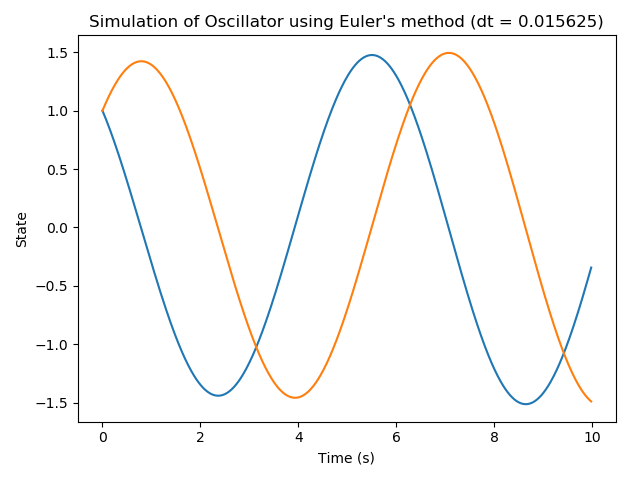 Simulation of Oscillator using Euler's method (dt = 0.015625)
1.5
1.0
0.5
0.0
−0.5
−1.0
−1.5
State
0 2 4 6 8 10
Time (s)